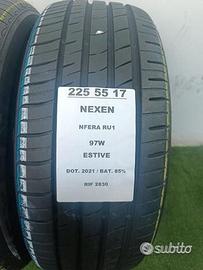 225 55 17
NEXEN
NFERA RU1
97W
ESTIVE
DOT. 2021 / BAT. 85%
RIF 2830
subito